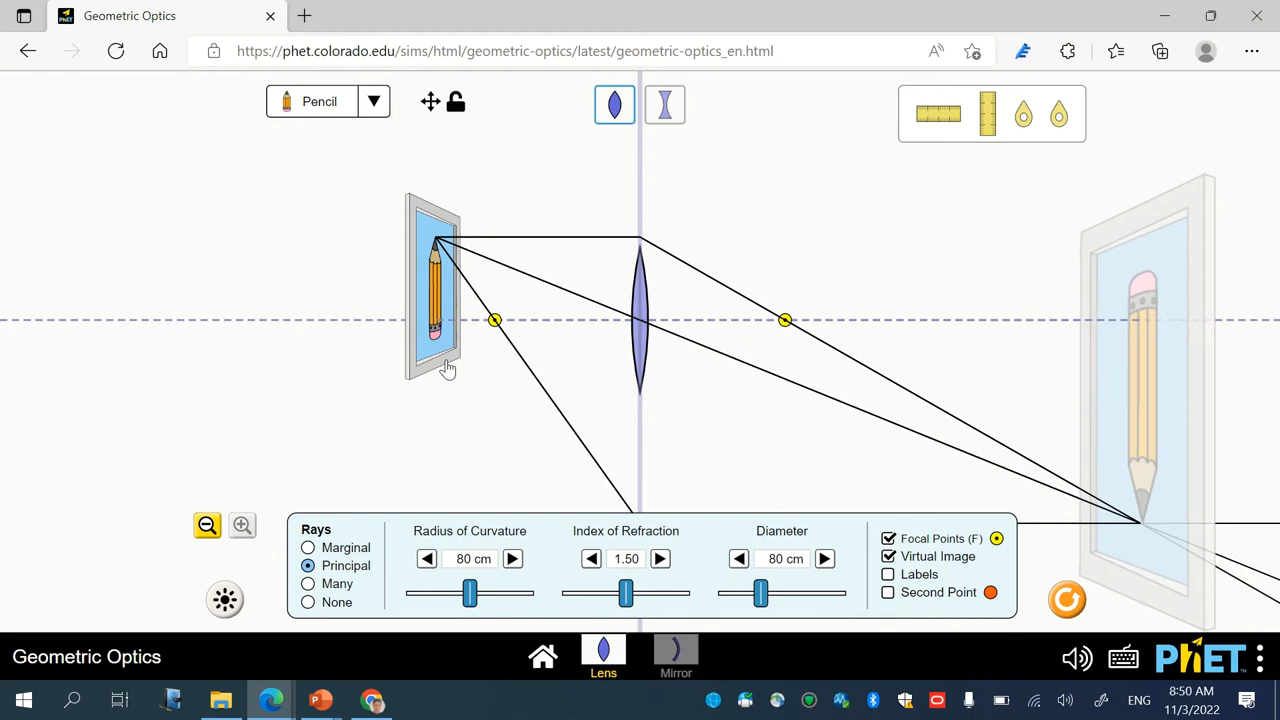 Geometric Optics
https://phet.colorado.edu/sims/html/geometric-optics/latest/geometric-optics_en.html
Pencil
Rays
Marginal
Principal
Many
None
Radius of Curvature
80 cm
Index of Refraction
1.50
Diameter
80 cm
Focal Points (F)
Virtual Image
Labels
Second Point
Geometric Optics
Lens
Mirror
PhET
ENG
8:50 AM
11/3/2022